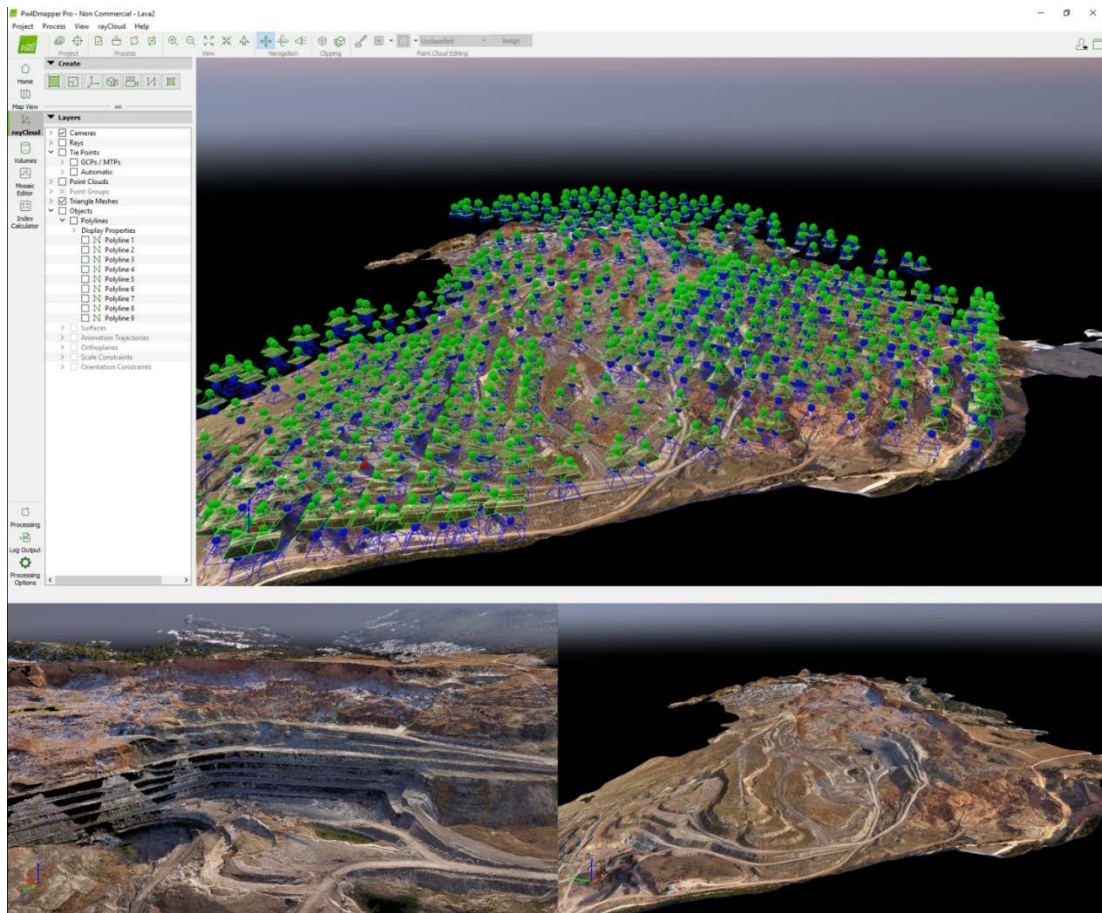 Pix4Dmapper Pro - Non Commercial - Lava2
Project Process View rayCloud Help
Project Process View Navigation Clipping Point Cloud Editing
Unclassified Assign
Home
Map View
rayCloud
Volumes
Mosaic
Editor
Index
Calculator
Create
Layers
Cameras
Rays
Tie Points
GCPs / MTPs
Automatic
Point Clouds
Point Groups
Triangle Meshes
Objects
Polylines
Display Properties
Polyline 1
Polyline 2
Polyline 3
Polyline 4
Polyline 5
Polyline 6
Polyline 7
Polyline 8
Polyline 9
Surfaces
Animation Trajectories
Orthoplanes
Scale Constraints
Orientation Constraints
Processing
Log Output
Processing
Options